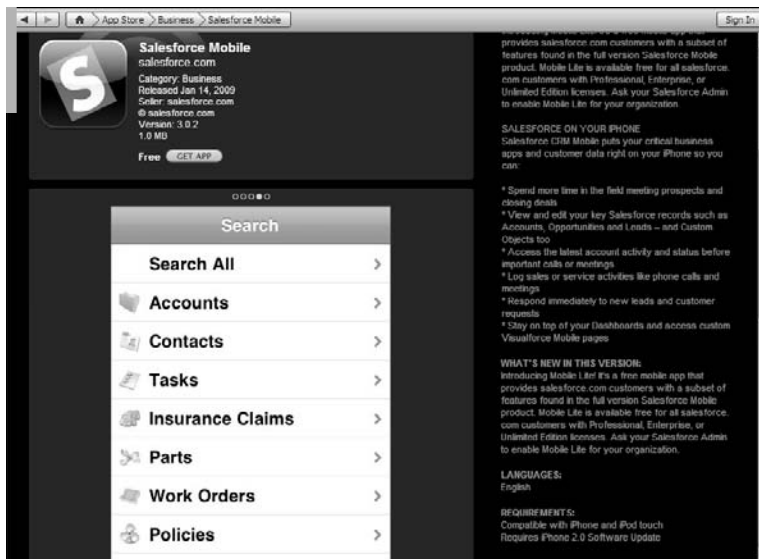 App Store Business Salesforce Mobile
Sign In
Salesforce Mobile
salesforce.com
Category: Business
Released Jan 14, 2009
Seller: salesforce.com
© salesforce.com
Version: 3.0.2
1.0 MB
Free GET APP
Search
Search All
Accounts
Contacts
Tasks
Insurance Claims
Parts
Work Orders
Policies
provides salesforce.com customers with a subset of
features found in the full version Salesforce Mobile
product. Mobile Lite is available free for all salesforce.
com customers with Professional, Enterprise, or
Unlimited Edition licenses. Ask your Salesforce Admin
to enable Mobile Lite for your organization.
SALESFORCE ON YOUR IPHONE
Salesforce CRM Mobile puts your critical business
apps and customer data right on your iPhone so you
can:
* Spend more time in the field meeting prospects and
closing deals
* View and edit your key Salesforce records such as
Accounts, Opportunities and Leads – and Custom
Objects too
* Access the latest account activity and status before
important calls or meetings
* Log sales or service activities like phone calls and
meetings
* Respond immediately to new leads and customer
requests
* Stay on top of your Dashboards and access custom
Visualforce Mobile pages
WHAT'S NEW IN THIS VERSION:
Introducing Mobile Lite! It's a free mobile app that
provides salesforce.com customers with a subset of
features found in the full version Salesforce Mobile
product. Mobile Lite is available free for all salesforce.
com customers with Professional, Enterprise, or
Unlimited Edition licenses. Ask your Salesforce Admin
to enable Mobile Lite for your organization.
LANGUAGES:
English
REQUIREMENTS:
Compatible with iPhone and iPod touch
Requires iPhone 2.0 Software Update